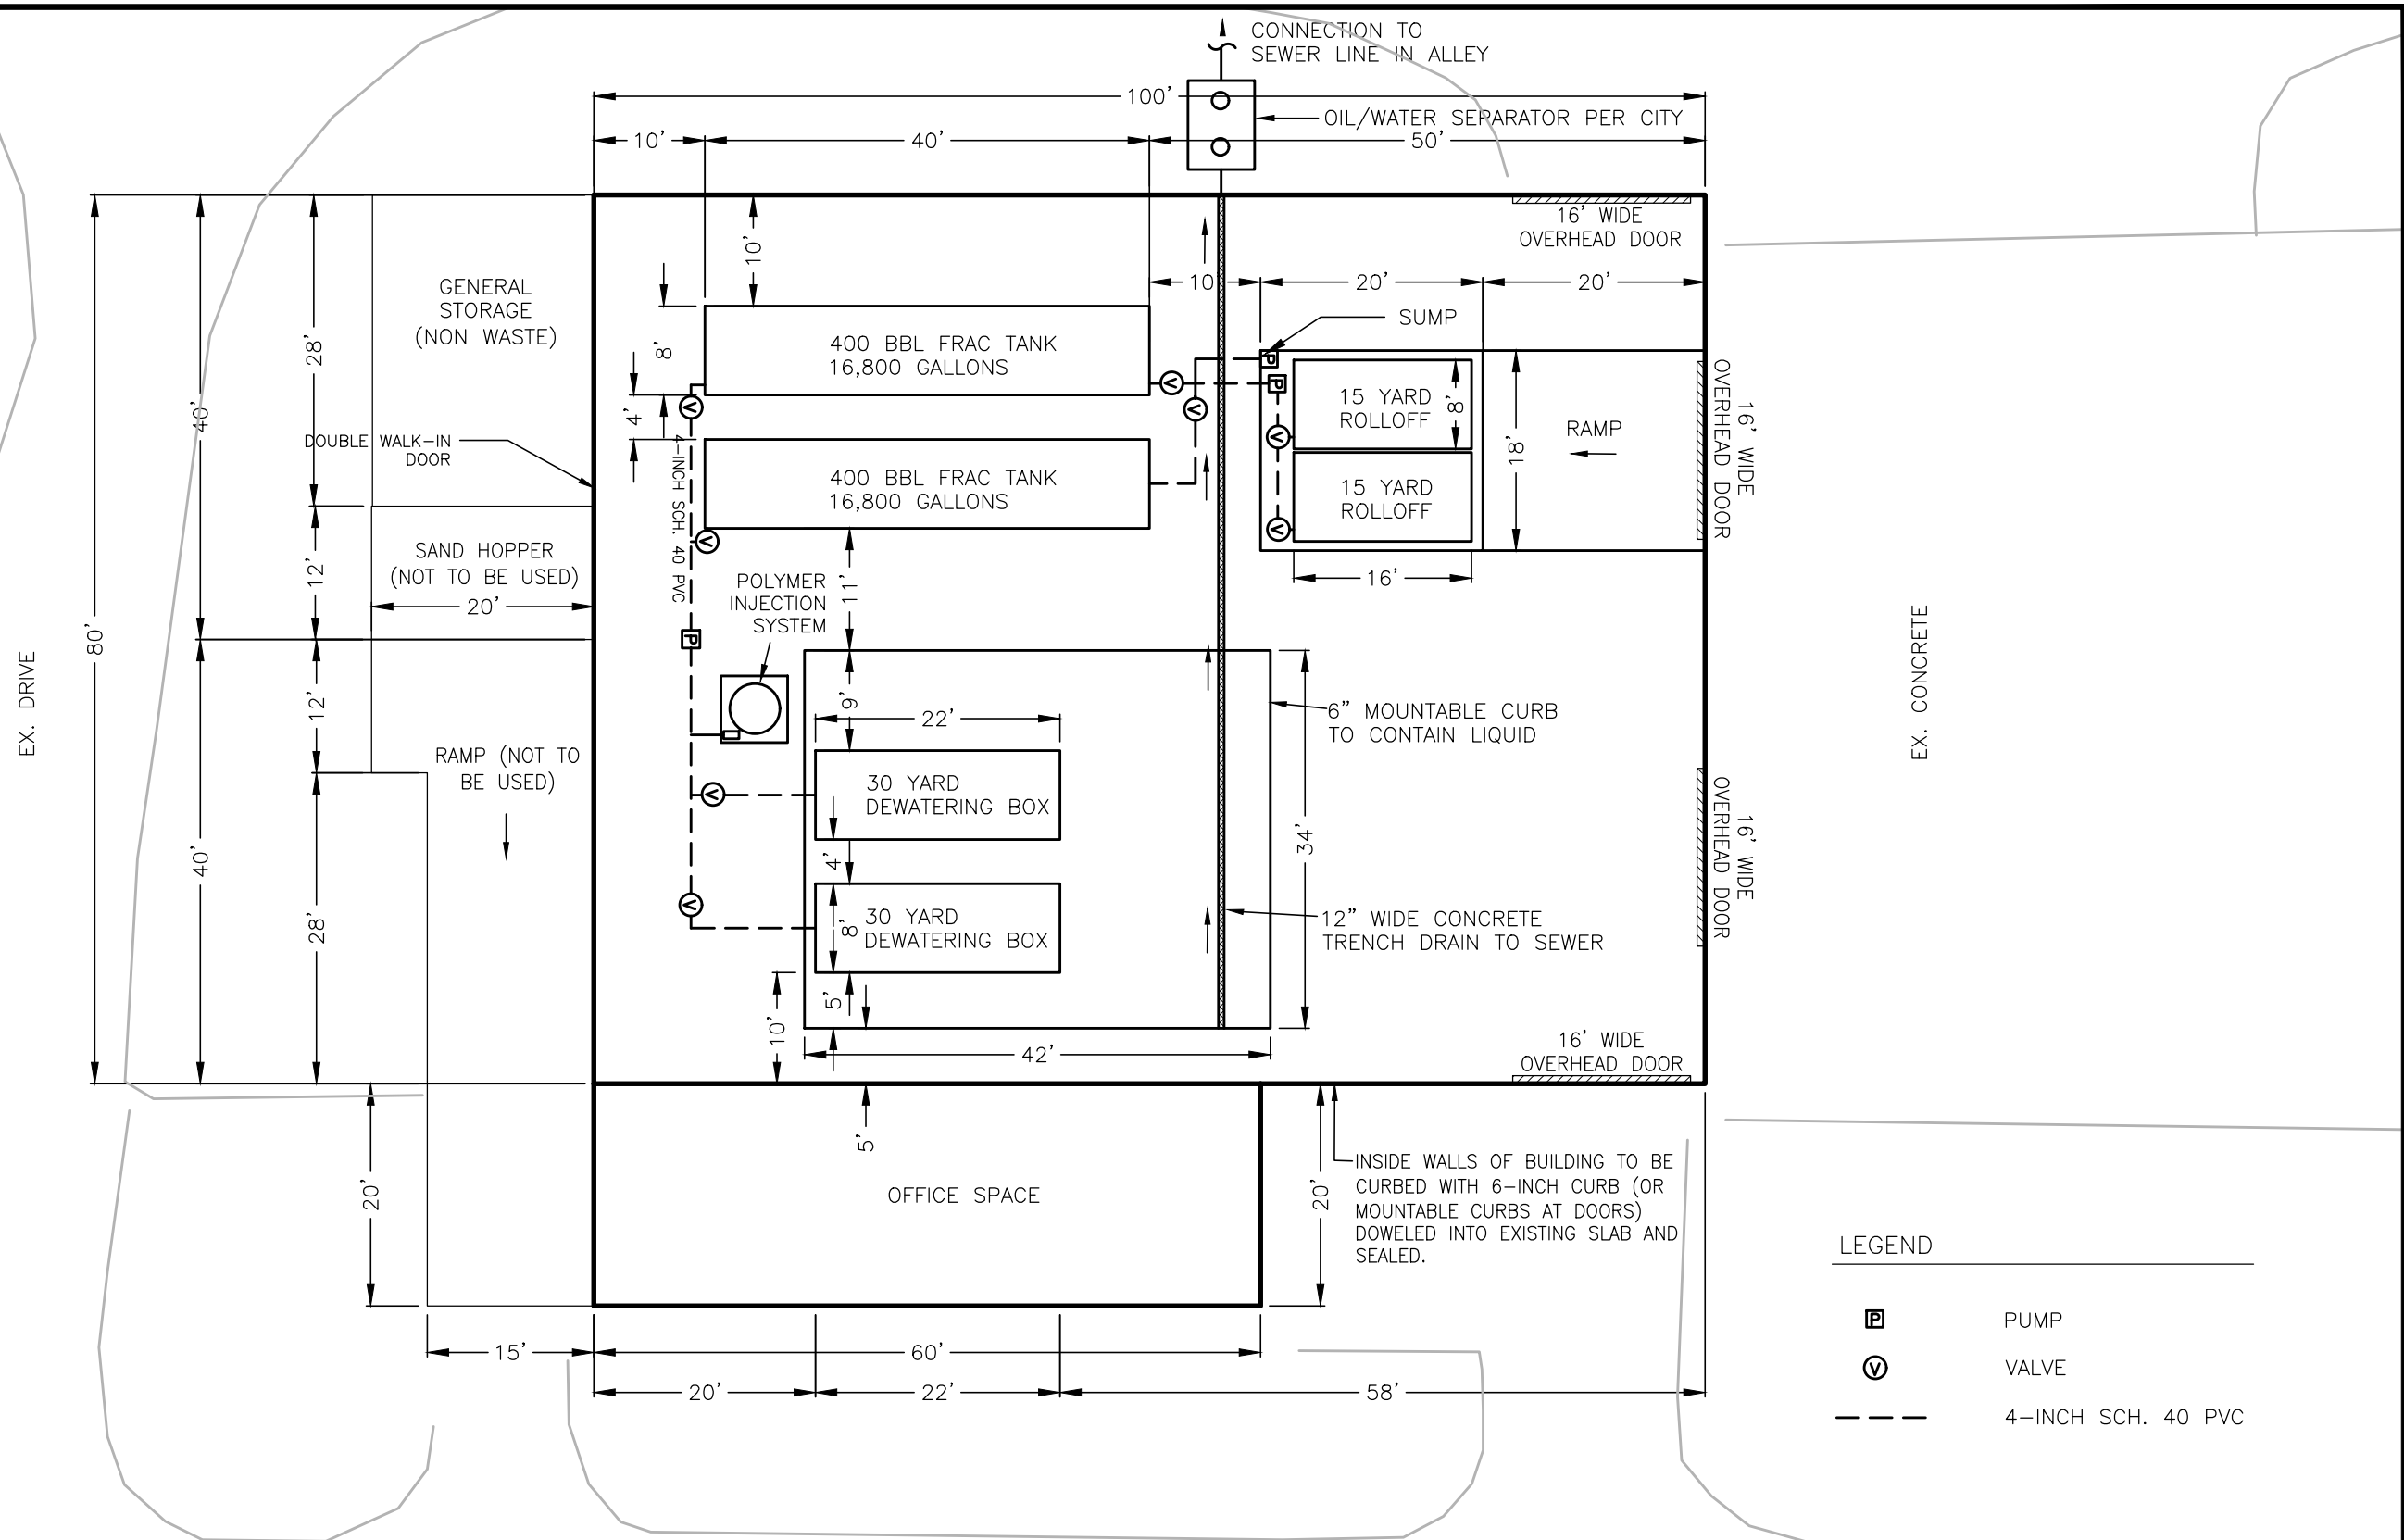 CONNECTION TO
SEWER LINE IN ALLEY
100'
OIL/WATER SEPARATOR PER CITY
10'
40'
50'
16' WIDE
OVERHEAD DOOR
10'
10'
20'
20'
GENERAL
STORAGE
(NON WASTE)
28'
40'
80'
8'
4'
400 BBL FRAC TANK
16,800 GALLONS
SUMP
P
P
V
V
V
V
V
V
15 YARD
ROLLOFF
8'
15 YARD
ROLLOFF
18'
RAMP
16' WIDE
OVERHEAD DOOR
DOUBLE WALK-IN
DOOR
4-INCH SCH. 40 PVC
400 BBL FRAC TANK
16,800 GALLONS
SAND HOPPER
(NOT TO BE USED)
12'
20'
16'
11'
POLYMER
INJECTION
SYSTEM
P
EX. DRIVE
EX. CONCRETE
12'
9'
22'
6" MOUNTABLE CURB
TO CONTAIN LIQUID
RAMP (NOT TO
BE USED)
30 YARD
DEWATERING BOX
V
34'
4'
40'
28'
16' WIDE
OVERHEAD DOOR
V
30 YARD
DEWATERING BOX
8'
12" WIDE CONCRETE
TRENCH DRAIN TO SEWER
5'
10'
42'
16' WIDE
OVERHEAD DOOR
5'
20'
OFFICE SPACE
20'
INSIDE WALLS OF BUILDING TO BE
CURBED WITH 6-INCH CURB (OR
MOUNTABLE CURBS AT DOORS)
DOWELED INTO EXISTING SLAB AND
SEALED.
15'
60'
20'
22'
58'
LEGEND
P PUMP
V VALVE
4-INCH SCH. 40 PVC